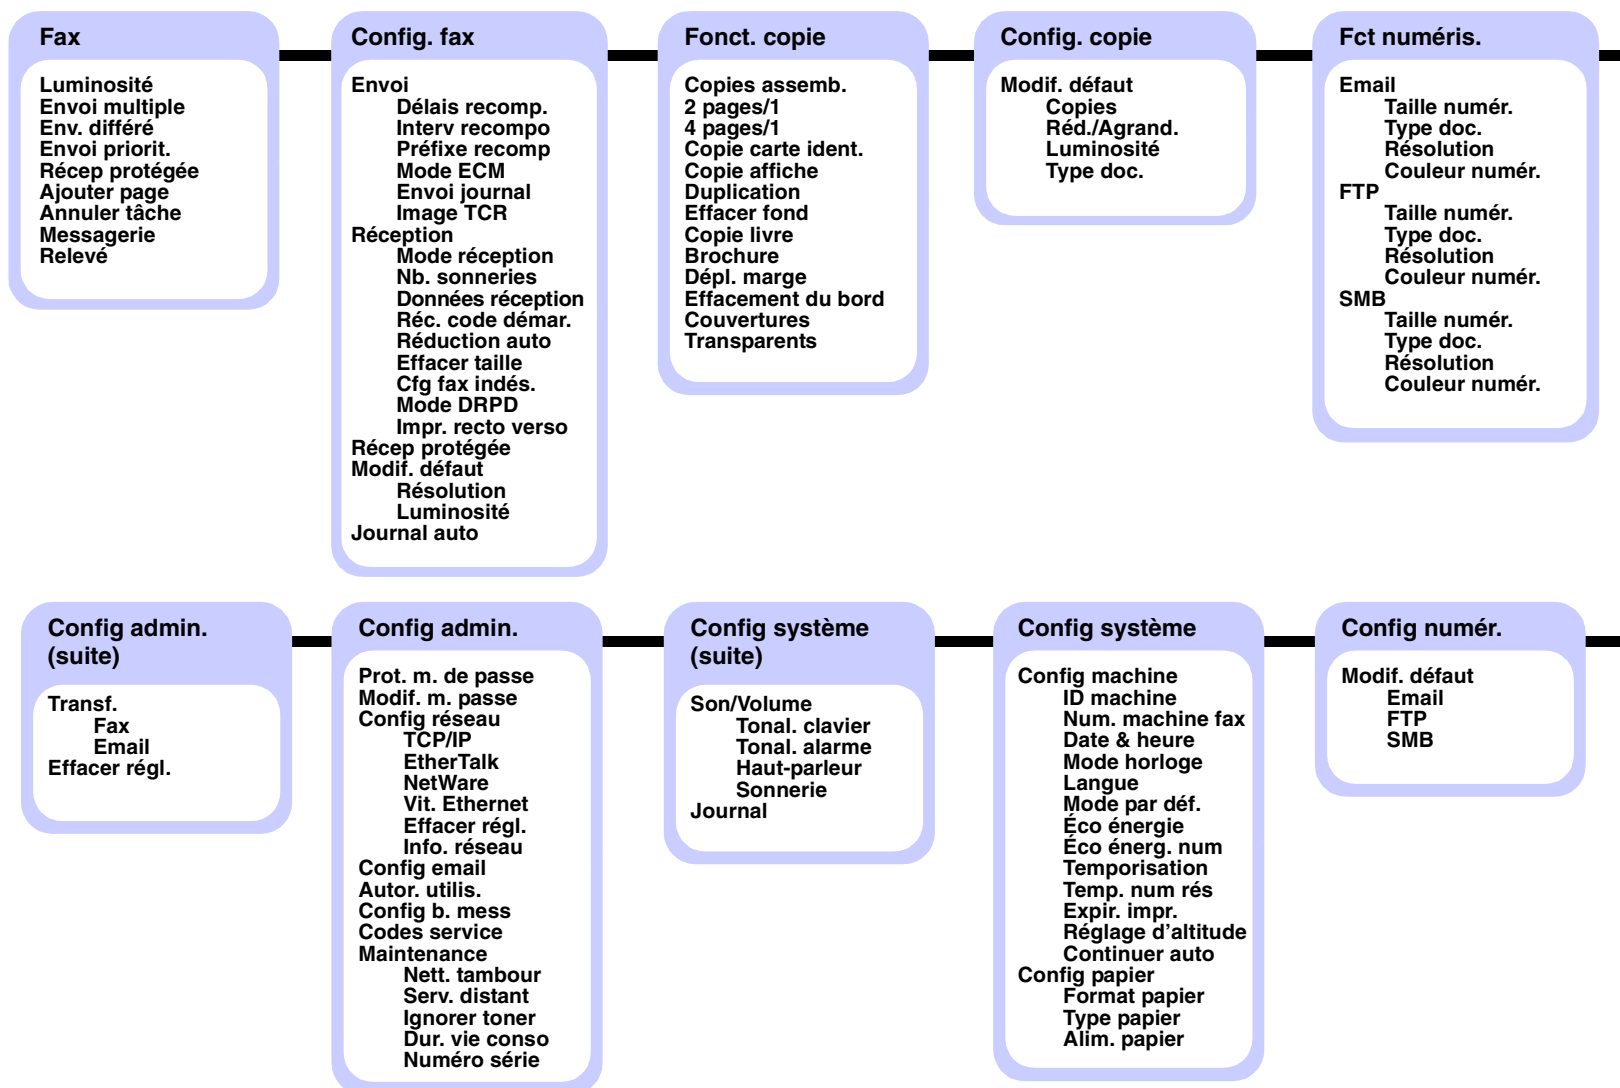 Fax
Luminosité
Envoi multiple
Env. différé
Envoi priorit.
Récep protégée
Ajouter page
Annuler tâche
Messagerie
Relevé
Config. fax
Envoi
Délais recomp.
Interv recompo
Préfixe recomp
Mode ECM
Envoi journal
Image TCR
Réception
Mode réception
Nb. sonneries
Données réception
Réc. code démar.
Réduction auto
Effacer taille
Cfg fax indés.
Mode DRPD
Impr. recto verso
Récep protégée
Modif. défaut
Résolution
Luminosité
Journal auto
Fonct. copie
Copies assemb.
2 pages/1
4 pages/1
Copie carte ident.
Copie affiche
Duplication
Effacer fond
Copie livre
Brochure
Dépl. marge
Effacement du bord
Couvertures
Transparents
Config. copie
Modif. défaut
Copies
Réd./Agrand.
Luminosité
Type doc.
Fct numéris.
Email
Taille numér.
Type doc.
Résolution
Couleur numér.
FTP
Taille numér.
Type doc.
Résolution
Couleur numér.
SMB
Taille numér.
Type doc.
Résolution
Couleur numér.
Config admin.
(suite)
Transf.
Fax
Email
Effacer régl.
Config admin.
Prot. m. de passe
Modif. m. passe
Config réseau
TCP/IP
EtherTalk
NetWare
Vit. Ethernet
Effacer régl.
Info. réseau
Config email
Autor. utilis.
Config b. mess
Codes service
Maintenance
Nett. tambour
Serv. distant
Ignorer toner
Dur. vie conso
Numéro série
Config système
(suite)
Son/Volume
Tonal. clavier
Tonal. alarme
Haut-parleur
Sonnerie
Journal
Config système
Config machine
ID machine
Num. machine fax
Date & heure
Mode horloge
Langue
Mode par déf.
Éco énergie
Éco énerg. num
Temporisation
Temp. num rés
Expir. impr.
Réglage d'altitude
Continuer auto
Config papier
Format papier
Type papier
Alim. papier
Config numér.
Modif. défaut
Email
FTP
SMB